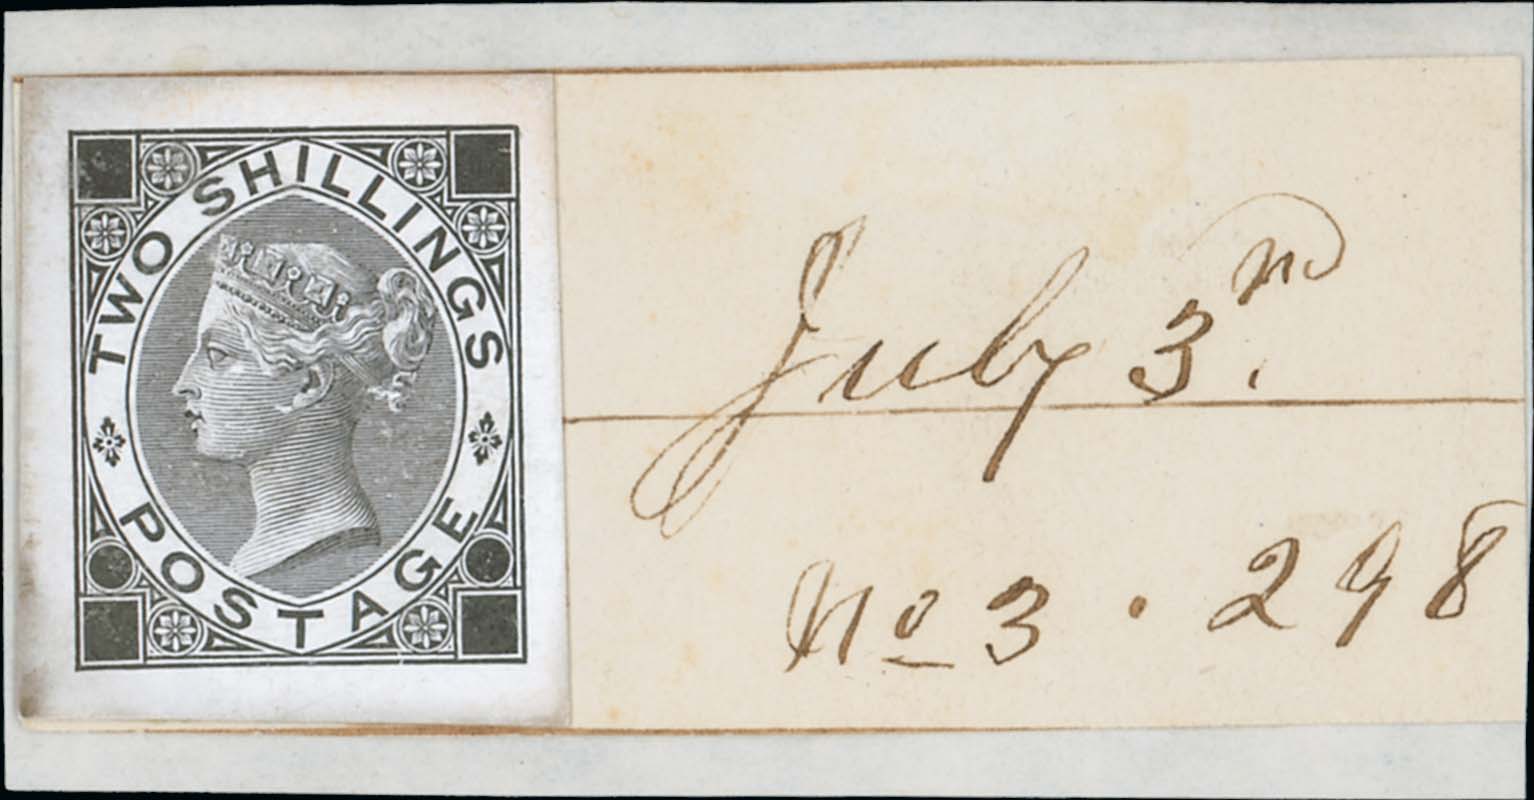 TWO SHILLINGS
POSTAGE
July 3rd.
No 3 . 298